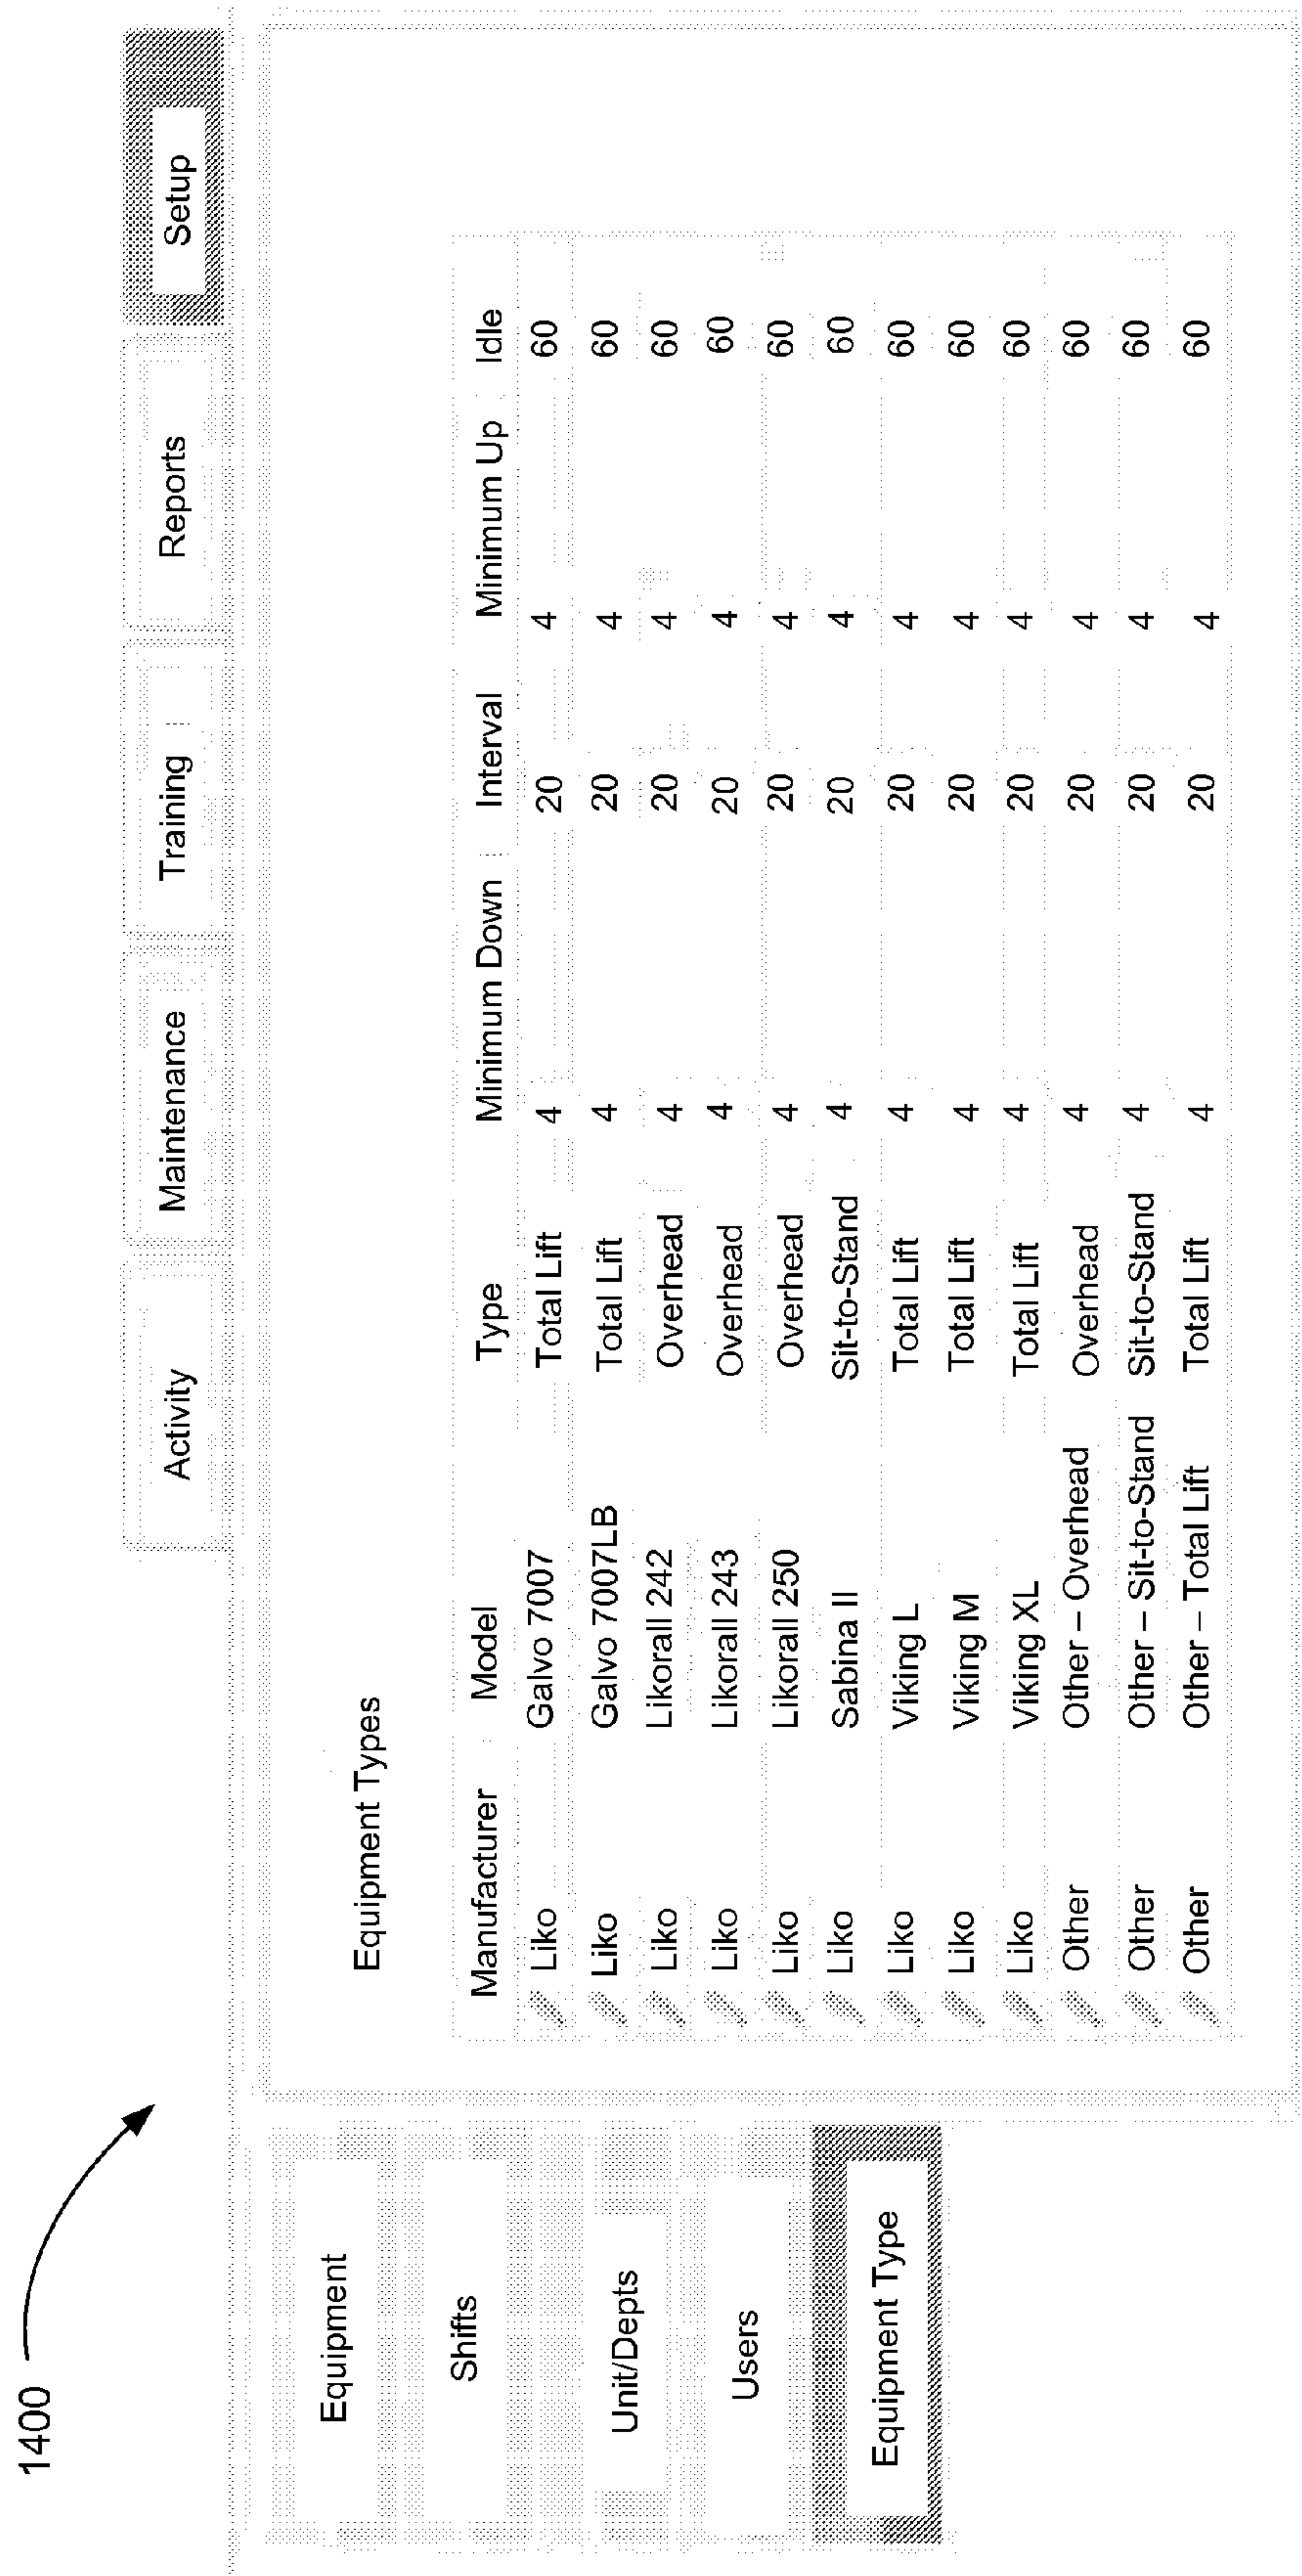 1400
Activity
Maintenance
Training
Reports
Setup
Equipment
Shifts
Unit/Depts
Users
Equipment Type
Equipment Types
Manufacturer Model Type Minimum Down Interval Minimum Up Idle
Liko Galvo 7007 Total Lift 4 20 4 60
Liko Galvo 7007LB Total Lift 4 20 4 60
Liko Likorall 242 Overhead 4 20 4 60
Liko Likorall 243 Overhead 4 20 4 60
Liko Likorall 250 Overhead 4 20 4 60
Liko Sabina II Sit-to-Stand 4 20 4 60
Liko Viking L Total Lift 4 20 4 60
Liko Viking M Total Lift 4 20 4 60
Liko Viking XL Total Lift 4 20 4 60
Other Other – Overhead Overhead 4 20 4 60
Other Other – Sit-to-Stand Sit-to-Stand 4 20 4 60
Other Other – Total Lift Total Lift 4 20 4 60